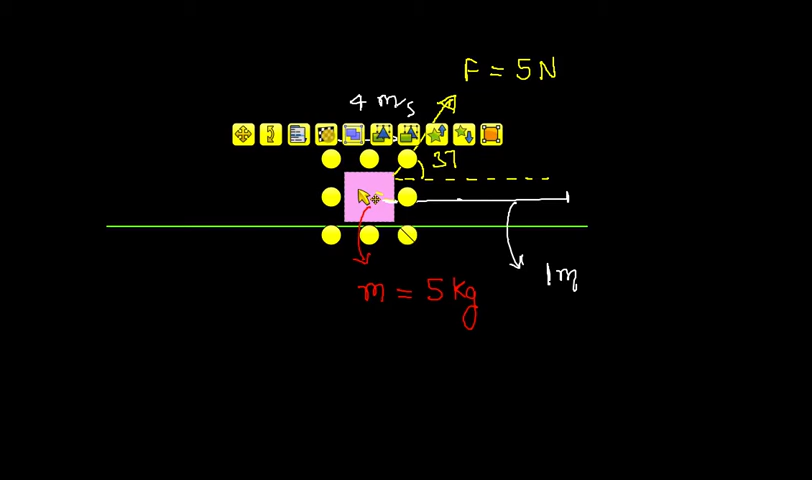 F = 5N
4 m/s
37
1m
m = 5 kg